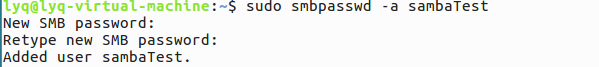 lyq@lyq-virtual-machine:~$ sudo smbpasswd -a sambaTest
New SMB password:
Retype new SMB password:
Added user sambaTest.